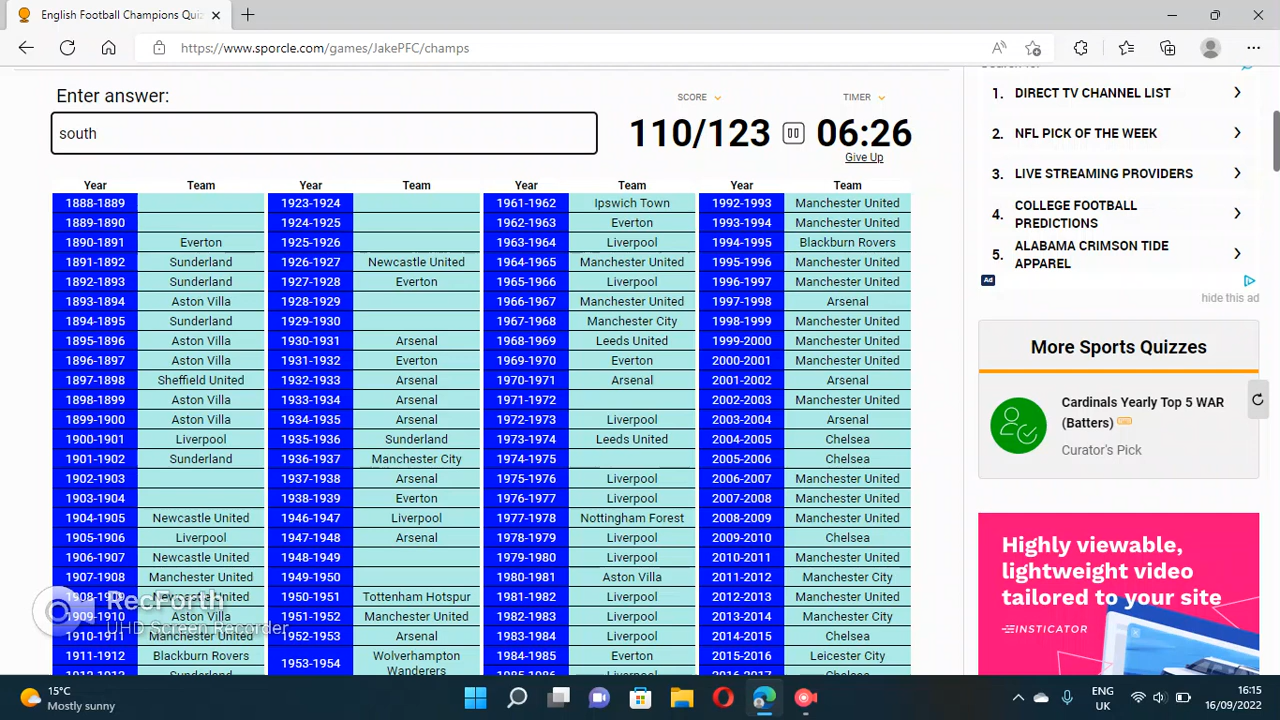 English Football Champions Quiz
https://www.sporcle.com/games/JakePFC/champs
Enter answer:
south
SCORE
110/123
TIMER
06:26
Give Up
Year Team Year Team Year Team Year Team
1888-1889 1923-1924 1961-1962 Ipswich Town 1992-1993 Manchester United
1889-1890 1924-1925 1962-1963 Everton 1993-1994 Manchester United
1890-1891 Everton 1925-1926 1963-1964 Liverpool 1994-1995 Blackburn Rovers
1891-1892 Sunderland 1926-1927 Newcastle United 1964-1965 Manchester United 1995-1996 Manchester United
1892-1893 Sunderland 1927-1928 Everton 1965-1966 Liverpool 1996-1997 Manchester United
1893-1894 Aston Villa 1928-1929 1966-1967 Manchester United 1997-1998 Arsenal
1894-1895 Sunderland 1929-1930 1967-1968 Manchester City 1998-1999 Manchester United
1895-1896 Aston Villa 1930-1931 Arsenal 1968-1969 Leeds United 1999-2000 Manchester United
1896-1897 Aston Villa 1931-1932 Everton 1969-1970 Everton 2000-2001 Manchester United
1897-1898 Sheffield United 1932-1933 Arsenal 1970-1971 Arsenal 2001-2002 Arsenal
1898-1899 Aston Villa 1933-1934 Arsenal 1971-1972 2002-2003 Manchester United
1899-1900 Aston Villa 1934-1935 Arsenal 1972-1973 Liverpool 2003-2004 Arsenal
1900-1901 Liverpool 1935-1936 Sunderland 1973-1974 Leeds United 2004-2005 Chelsea
1901-1902 Sunderland 1936-1937 Manchester City 1974-1975 2005-2006 Chelsea
1902-1903 1937-1938 Arsenal 1975-1976 Liverpool 2006-2007 Manchester United
1903-1904 1938-1939 Everton 1976-1977 Liverpool 2007-2008 Manchester United
1904-1905 Newcastle United 1946-1947 Liverpool 1977-1978 Nottingham Forest 2008-2009 Manchester United
1905-1906 Liverpool 1947-1948 Arsenal 1978-1979 Liverpool 2009-2010 Chelsea
1906-1907 Newcastle United 1948-1949 1979-1980 Liverpool 2010-2011 Manchester United
1907-1908 Manchester United 1949-1950 1980-1981 Aston Villa 2011-2012 Manchester City
1908-1909 Newcastle United 1950-1951 Tottenham Hotspur 1981-1982 Liverpool 2012-2013 Manchester United
1909-1910 Aston Villa 1951-1952 Manchester United 1982-1983 Liverpool 2013-2014 Manchester City
1910-1911 Manchester United 1952-1953 Arsenal 1983-1984 Liverpool 2014-2015 Chelsea
1911-1912 Blackburn Rovers 1953-1954 Wolverhampton Wanderers 1984-1985 Everton 2015-2016 Leicester City
RecForth
UHD Screen Recorder
1. DIRECT TV CHANNEL LIST
2. NFL PICK OF THE WEEK
3. LIVE STREAMING PROVIDERS
4. COLLEGE FOOTBALL
PREDICTIONS
5. ALABAMA CRIMSON TIDE
APPAREL
Ad
hide this ad
More Sports Quizzes
Cardinals Yearly Top 5 WAR
(Batters)
Curator's Pick
Highly viewable,
lightweight video
tailored to your site
INSTICATOR
15°C
Mostly sunny
ENG
UK
16:15
16/09/2022